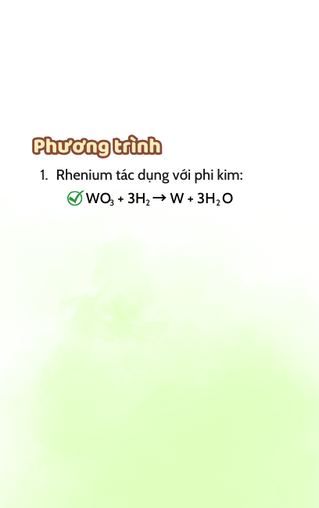 Phương trình
1. Rhenium tác dụng với phi kim:
WO₃ + 3H₂ → W + 3H₂O